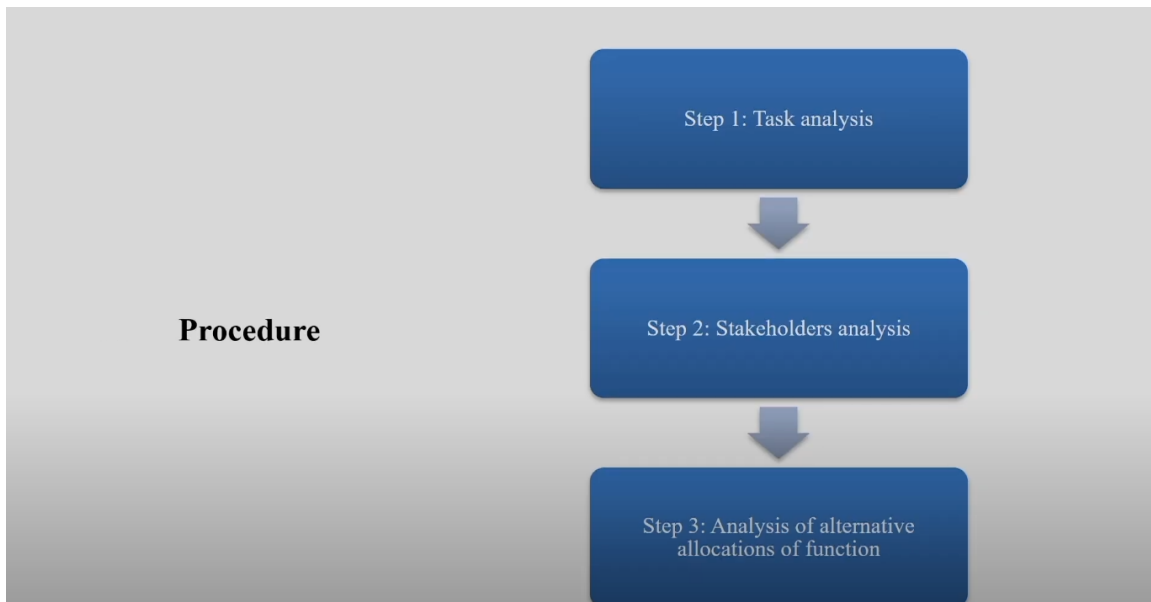 Procedure
Step 1: Task analysis
Step 2: Stakeholders analysis
Step 3: Analysis of alternative
allocations of function